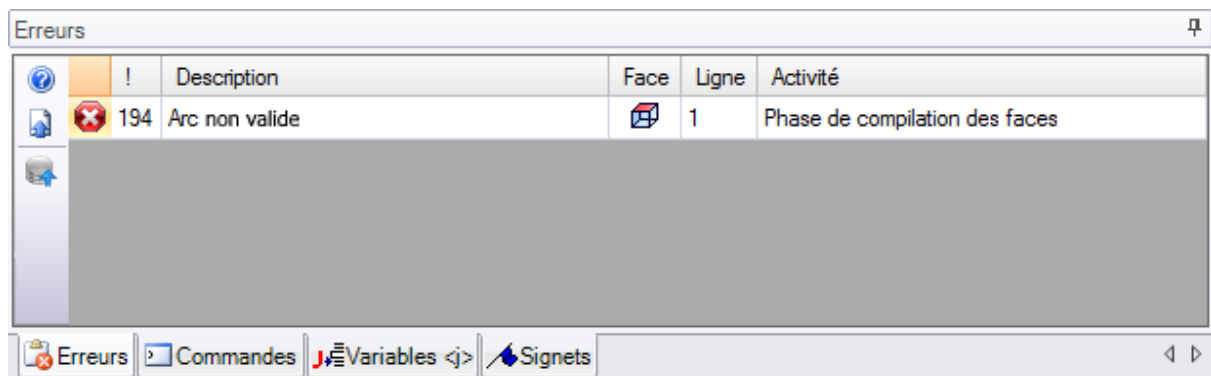 Erreurs
! Description Face Ligne Activité
194 Arc non valide 1 Phase de compilation des faces
Erreurs Commandes Variables <j> Signets